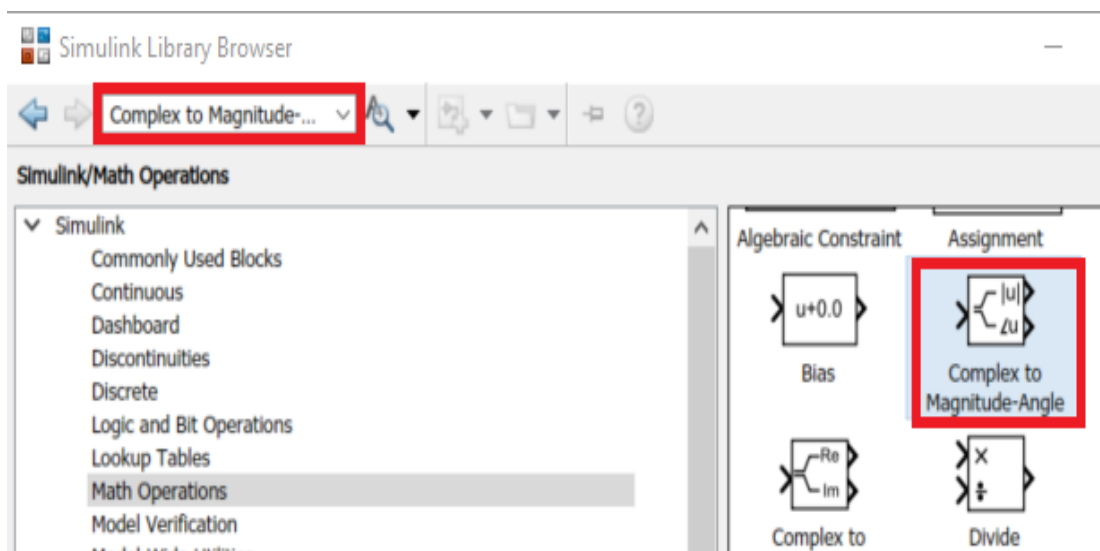 Simulink Library Browser
Complex to Magnitude-...
Simulink/Math Operations
Simulink
Commonly Used Blocks
Continuous
Dashboard
Discontinuities
Discrete
Logic and Bit Operations
Lookup Tables
Math Operations
Model Verification
Algebraic Constraint
Assignment
u+0.0
Bias
|u|
∠u
Complex to
Magnitude-Angle
Re
Im
Complex to
×
÷
Divide